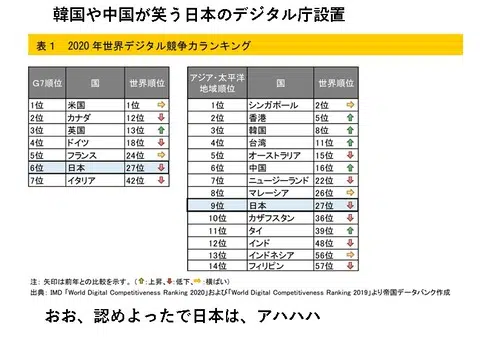 韓国や中国が笑う日本のデジタル庁設置
表1 2020年世界デジタル競争力ランキング
G7順位 国 世界順位
1位 米国 1位 ⇨
2位 カナダ 12位 ⬇
3位 英国 13位 ⬆
4位 ドイツ 18位 ⬇
5位 フランス 24位 ⇨
6位 日本 27位 ⬇
7位 イタリア 42位 ⬇
アジア・太平洋
地域順位 国 世界順位
1位 シンガポール 2位 ⇨
2位 香港 5位 ⬆
3位 韓国 8位 ⬆
4位 台湾 11位 ⬆
5位 オーストラリア 15位 ⬇
6位 中国 16位 ⬆
7位 ニュージーランド 22位 ⬇
8位 マレーシア 26位 ⇨
9位 日本 27位 ⬇
10位 カザフスタン 36位 ⬇
11位 タイ 39位 ⬆
12位 インド 48位 ⬇
13位 インドネシア 56位 ⇨
14位 フィリピン 57位 ⬇
注: 矢印は前年との比較を示す。(⬆:上昇、⬇:低下、⇨:横ばい)
出典: IMD「World Digital Competitiveness Ranking 2020」および「World Digital Competitiveness Ranking 2019」より帝国データバンク作成
おお、認めよったで日本は、アハハハ